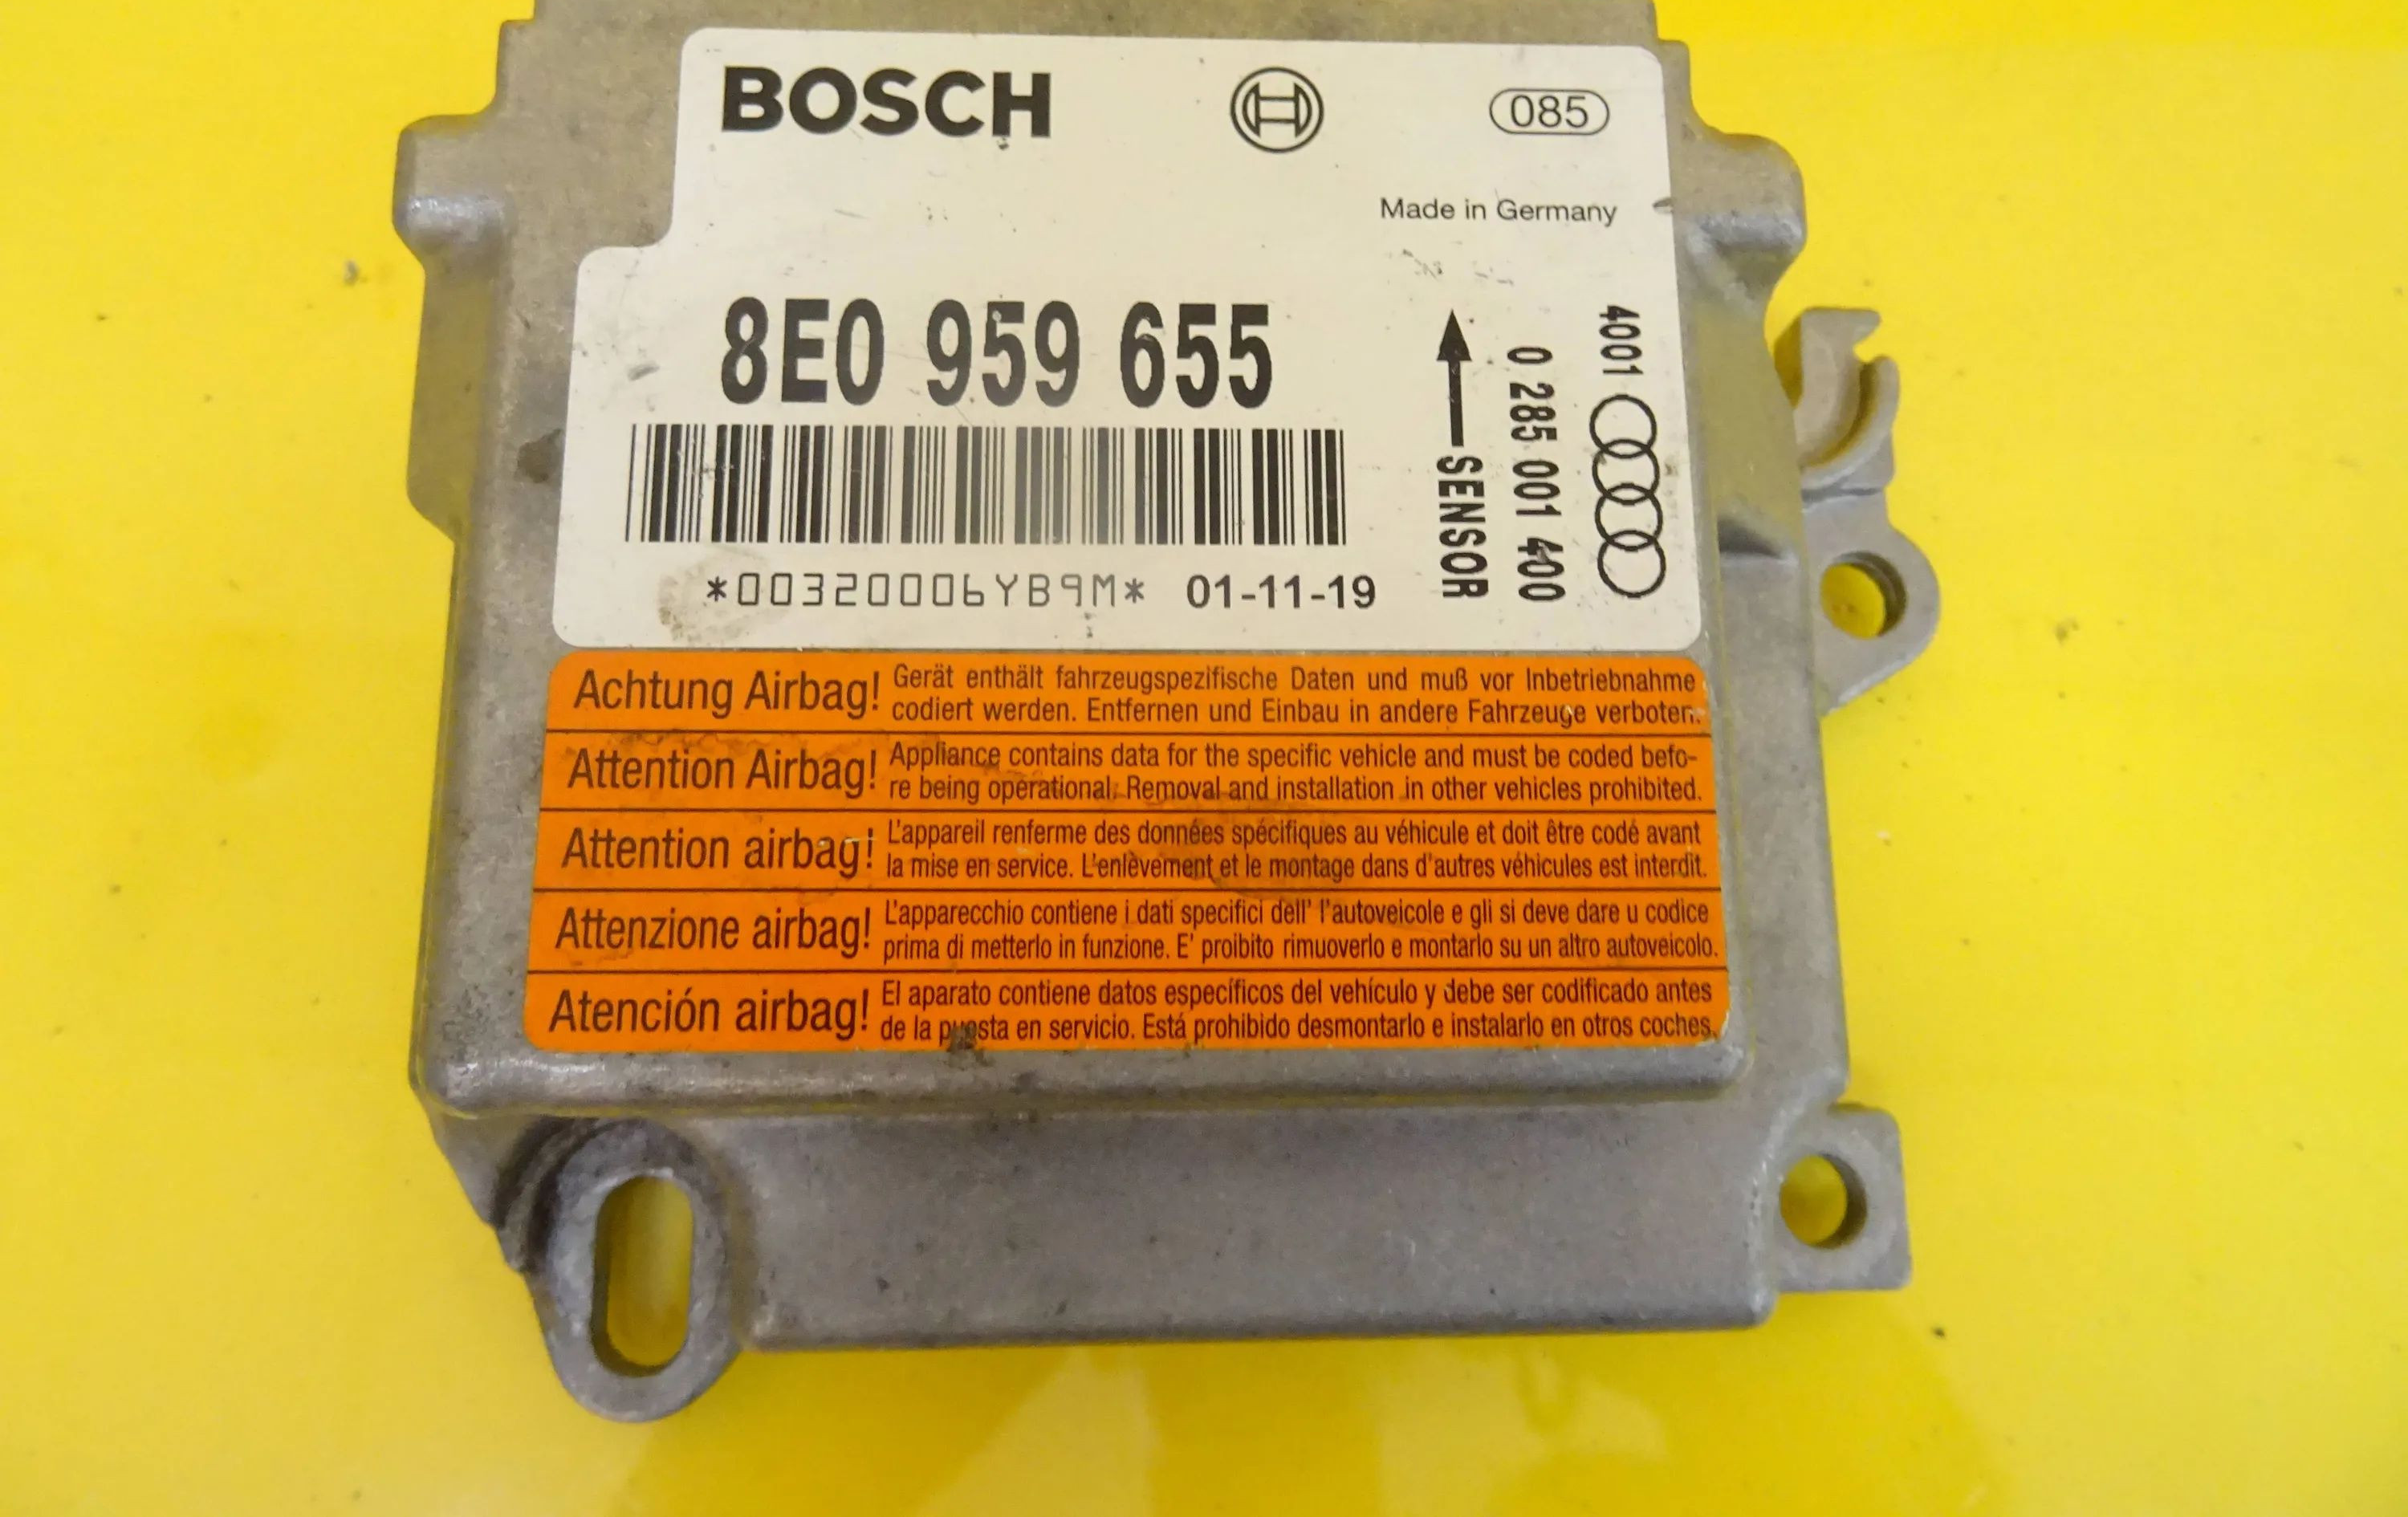 BOSCH
085
Made in Germany
8E0 959 655
*00320006YB9M* 01-11-19
SENSOR
0 285 001 400
4001
Achtung Airbag! Gerät enthält fahrzeugspezifische Daten und muß vor Inbetriebnahme
codiert werden. Entfernen und Einbau in andere Fahrzeuge verboten.
Attention Airbag! Appliance contains data for the specific vehicle and must be coded befo-
re being operational. Removal and installation in other vehicles prohibited.
Attention airbag! L'appareil renferme des données spécifiques au véhicule et doit être codé avant
la mise en service. L'enlèvement et le montage dans d'autres véhicules est interdit.
Attenzione airbag! L'apparecchio contiene i dati specifici dell' l'autoveicole e gli si deve dare u codice
prima di metterlo in funzione. E' proibito rimuoverlo e montarlo su un altro autoveicolo.
Atención airbag! El aparato contiene datos específicos del vehículo y debe ser codificado antes
de la puesta en servicio. Está prohibido desmontarlo e instalarlo en otros coches.